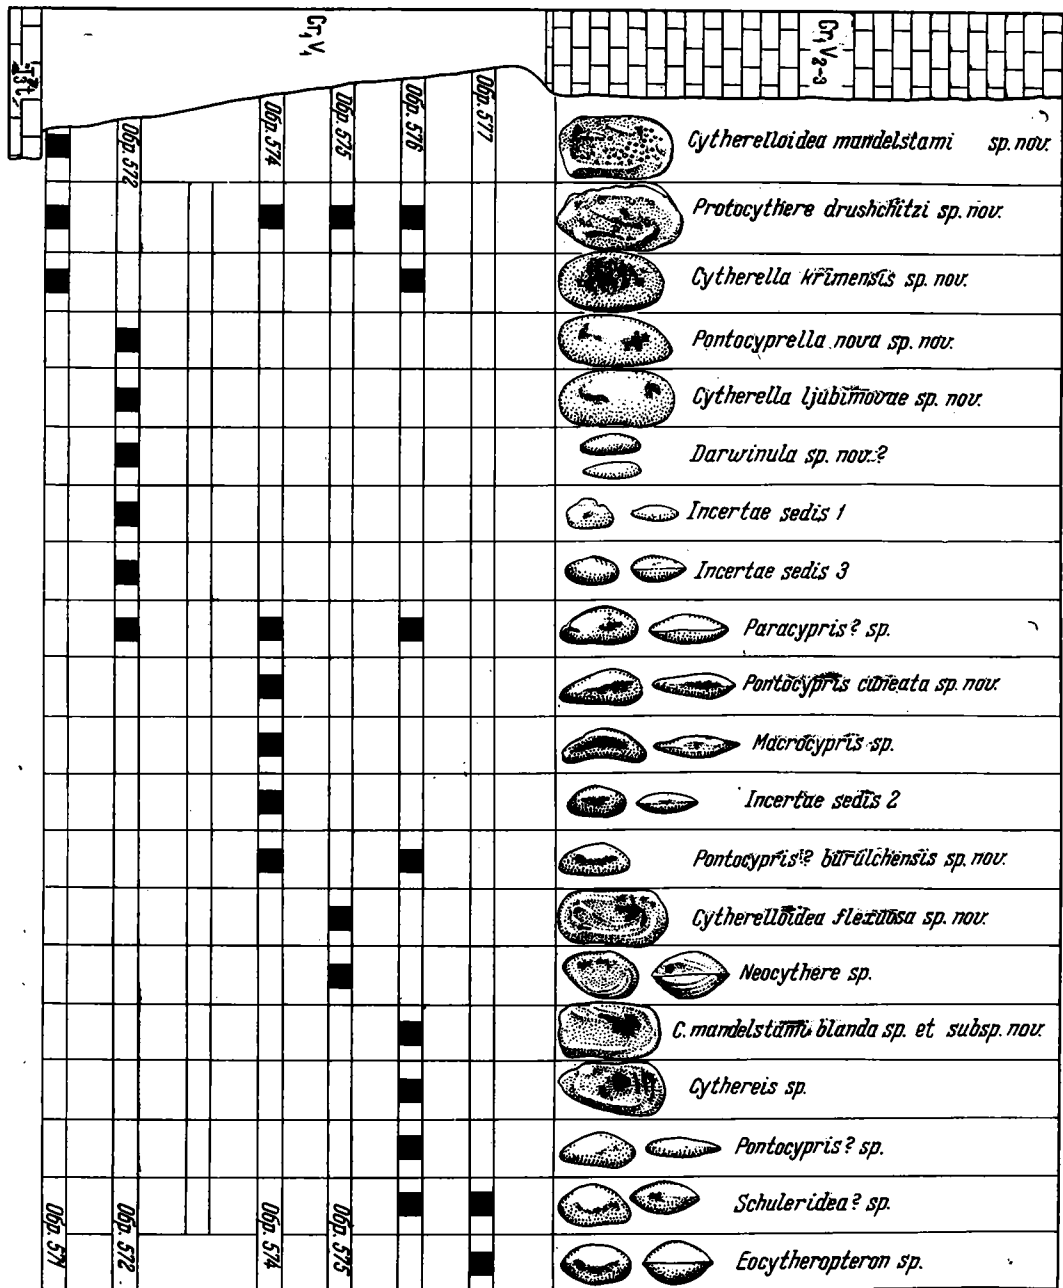 Cr₁V₁
Cr₁V₂₋₃
Обр. 572
Обр. 574
Обр. 575
Обр. 576
Обр. 577
Cytherelloidea mandelstami sp. nov.
Protocythere drushchitzi sp. nov.
Cytherella krimensis sp. nov.
Pontocyprella nova sp. nov.
Cytherella ljubimovae sp. nov.
Darwinula sp. nov.?
Incertae sedis 1
Incertae sedis 3
Paracypris? sp.
Pontocypris cuneata sp. nov.
Macrocypris sp.
Incertae sedis 2
Pontocypris? burulchensis sp. nov.
Cytherelloidea flexuosa sp. nov.
Neocythere sp.
C. mandelstami blanda sp. et subsp. nov.
Cythereis sp.
Pontocypris? sp.
Schuleridea? sp.
Eocytheropteron sp.
Обр. 571
Обр. 572
Обр. 574
Обр. 575